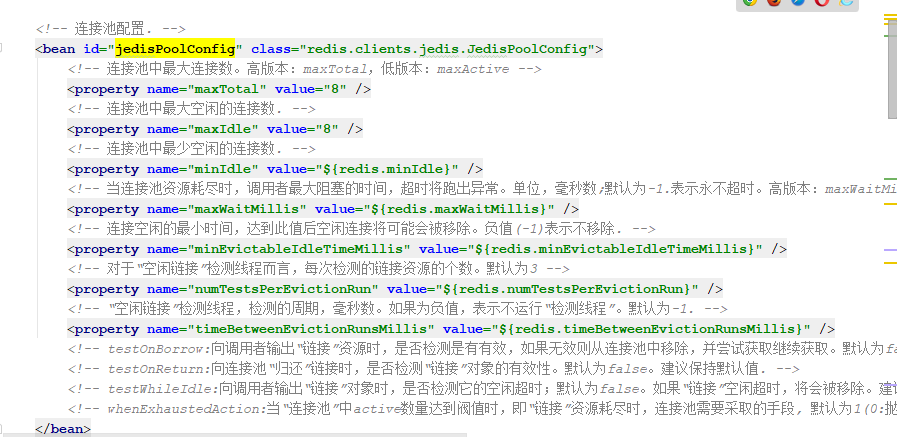 <!-- 连接池配置. -->
<bean id="jedisPoolConfig" class="redis.clients.jedis.JedisPoolConfig">
<!-- 连接池中最大连接数。高版本：maxTotal，低版本：maxActive -->
<property name="maxTotal" value="8" />
<!-- 连接池中最大空闲的连接数. -->
<property name="maxIdle" value="8" />
<!-- 连接池中最少空闲的连接数. -->
<property name="minIdle" value="${redis.minIdle}" />
<!-- 当连接池资源耗尽时，调用者最大阻塞的时间，超时将跑出异常。单位，毫秒数;默认为-1.表示永不超时。高版本：maxWaitMi
<property name="maxWaitMillis" value="${redis.maxWaitMillis}" />
<!-- 连接空闲的最小时间，达到此值后空闲连接将可能会被移除。负值(-1)表示不移除. -->
<property name="minEvictableIdleTimeMillis" value="${redis.minEvictableIdleTimeMillis}" />
<!-- 对于“空闲链接”检测线程而言，每次检测的链接资源的个数。默认为3 -->
<property name="numTestsPerEvictionRun" value="${redis.numTestsPerEvictionRun}" />
<!-- “空闲链接”检测线程，检测的周期，毫秒数。如果为负值，表示不运行“检测线程”。默认为-1. -->
<property name="timeBetweenEvictionRunsMillis" value="${redis.timeBetweenEvictionRunsMillis}" />
<!-- testOnBorrow:向调用者输出“链接”资源时，是否检测是有有效，如果无效则从连接池中移除，并尝试获取继续获取。默认为fa
<!-- testOnReturn:向连接池“归还”链接时，是否检测“链接”对象的有效性。默认为false。建议保持默认值. -->
<!-- testWhileIdle:向调用者输出“链接”对象时，是否检测它的空闲超时；默认为false。如果“链接”空闲超时，将会被移除。建议
<!-- whenExhaustedAction:当“连接池”中active数量达到阀值时，即“链接”资源耗尽时，连接池需要采取的手段, 默认为1(0:抛
</bean>